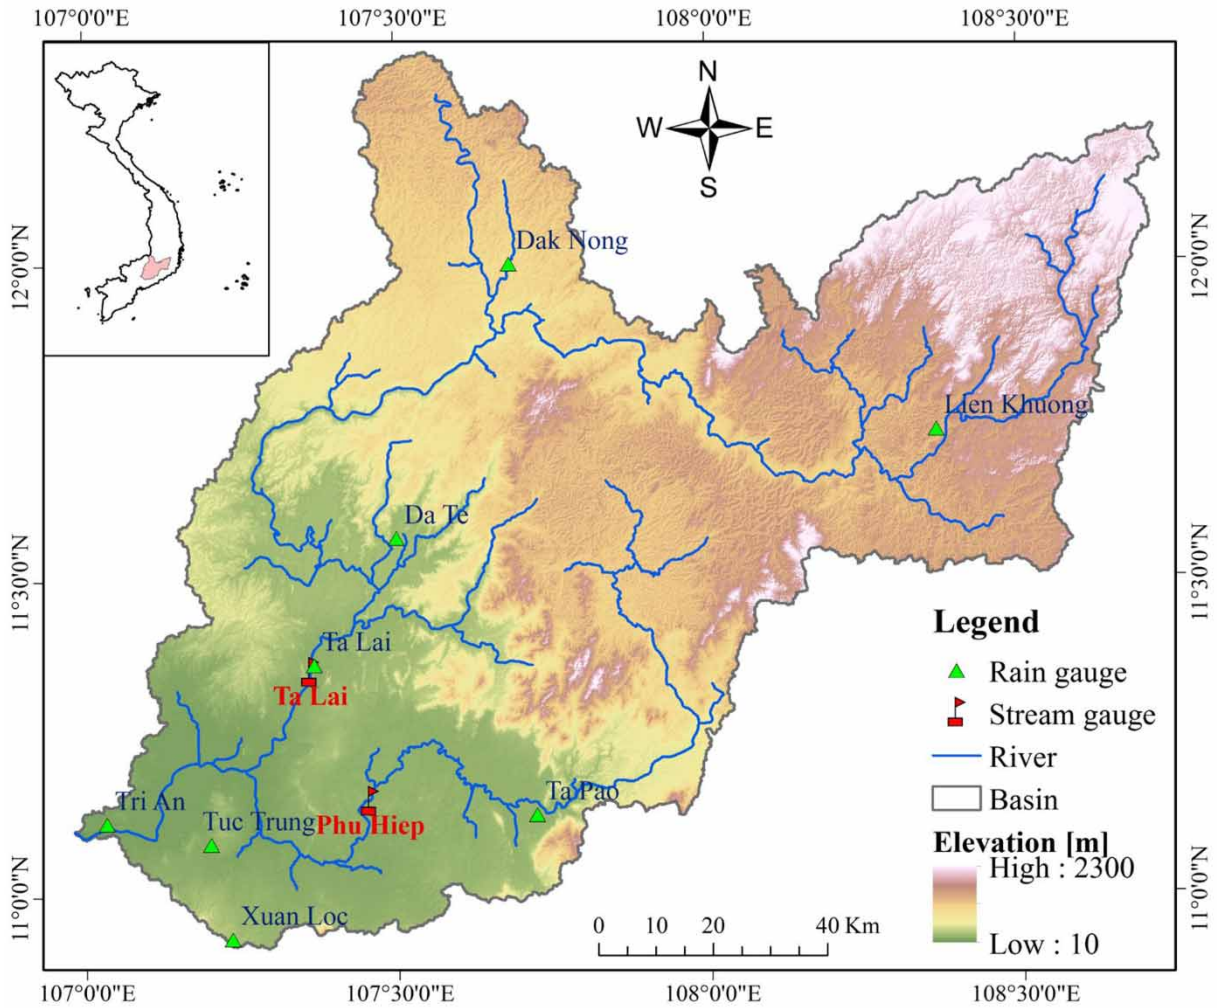 107°0'0"E 107°30'0"E 108°0'0"E 108°30'0"E
N
W E
S
12°0'0"N
12°0'0"N
Dak Nong
Lien Khuong
Da Te
11°30'0"N
11°30'0"N
Ta Lai
Ta Lai
Ta Pao
Tri An
Tuc Trung
Phu Hiep
Xuan Loc
11°0'0"N
11°0'0"N
Legend
Rain gauge
Stream gauge
River
Basin
Elevation [m]
High : 2300
Low : 10
0 10 20 40 Km
107°0'0"E 107°30'0"E 108°0'0"E 108°30'0"E